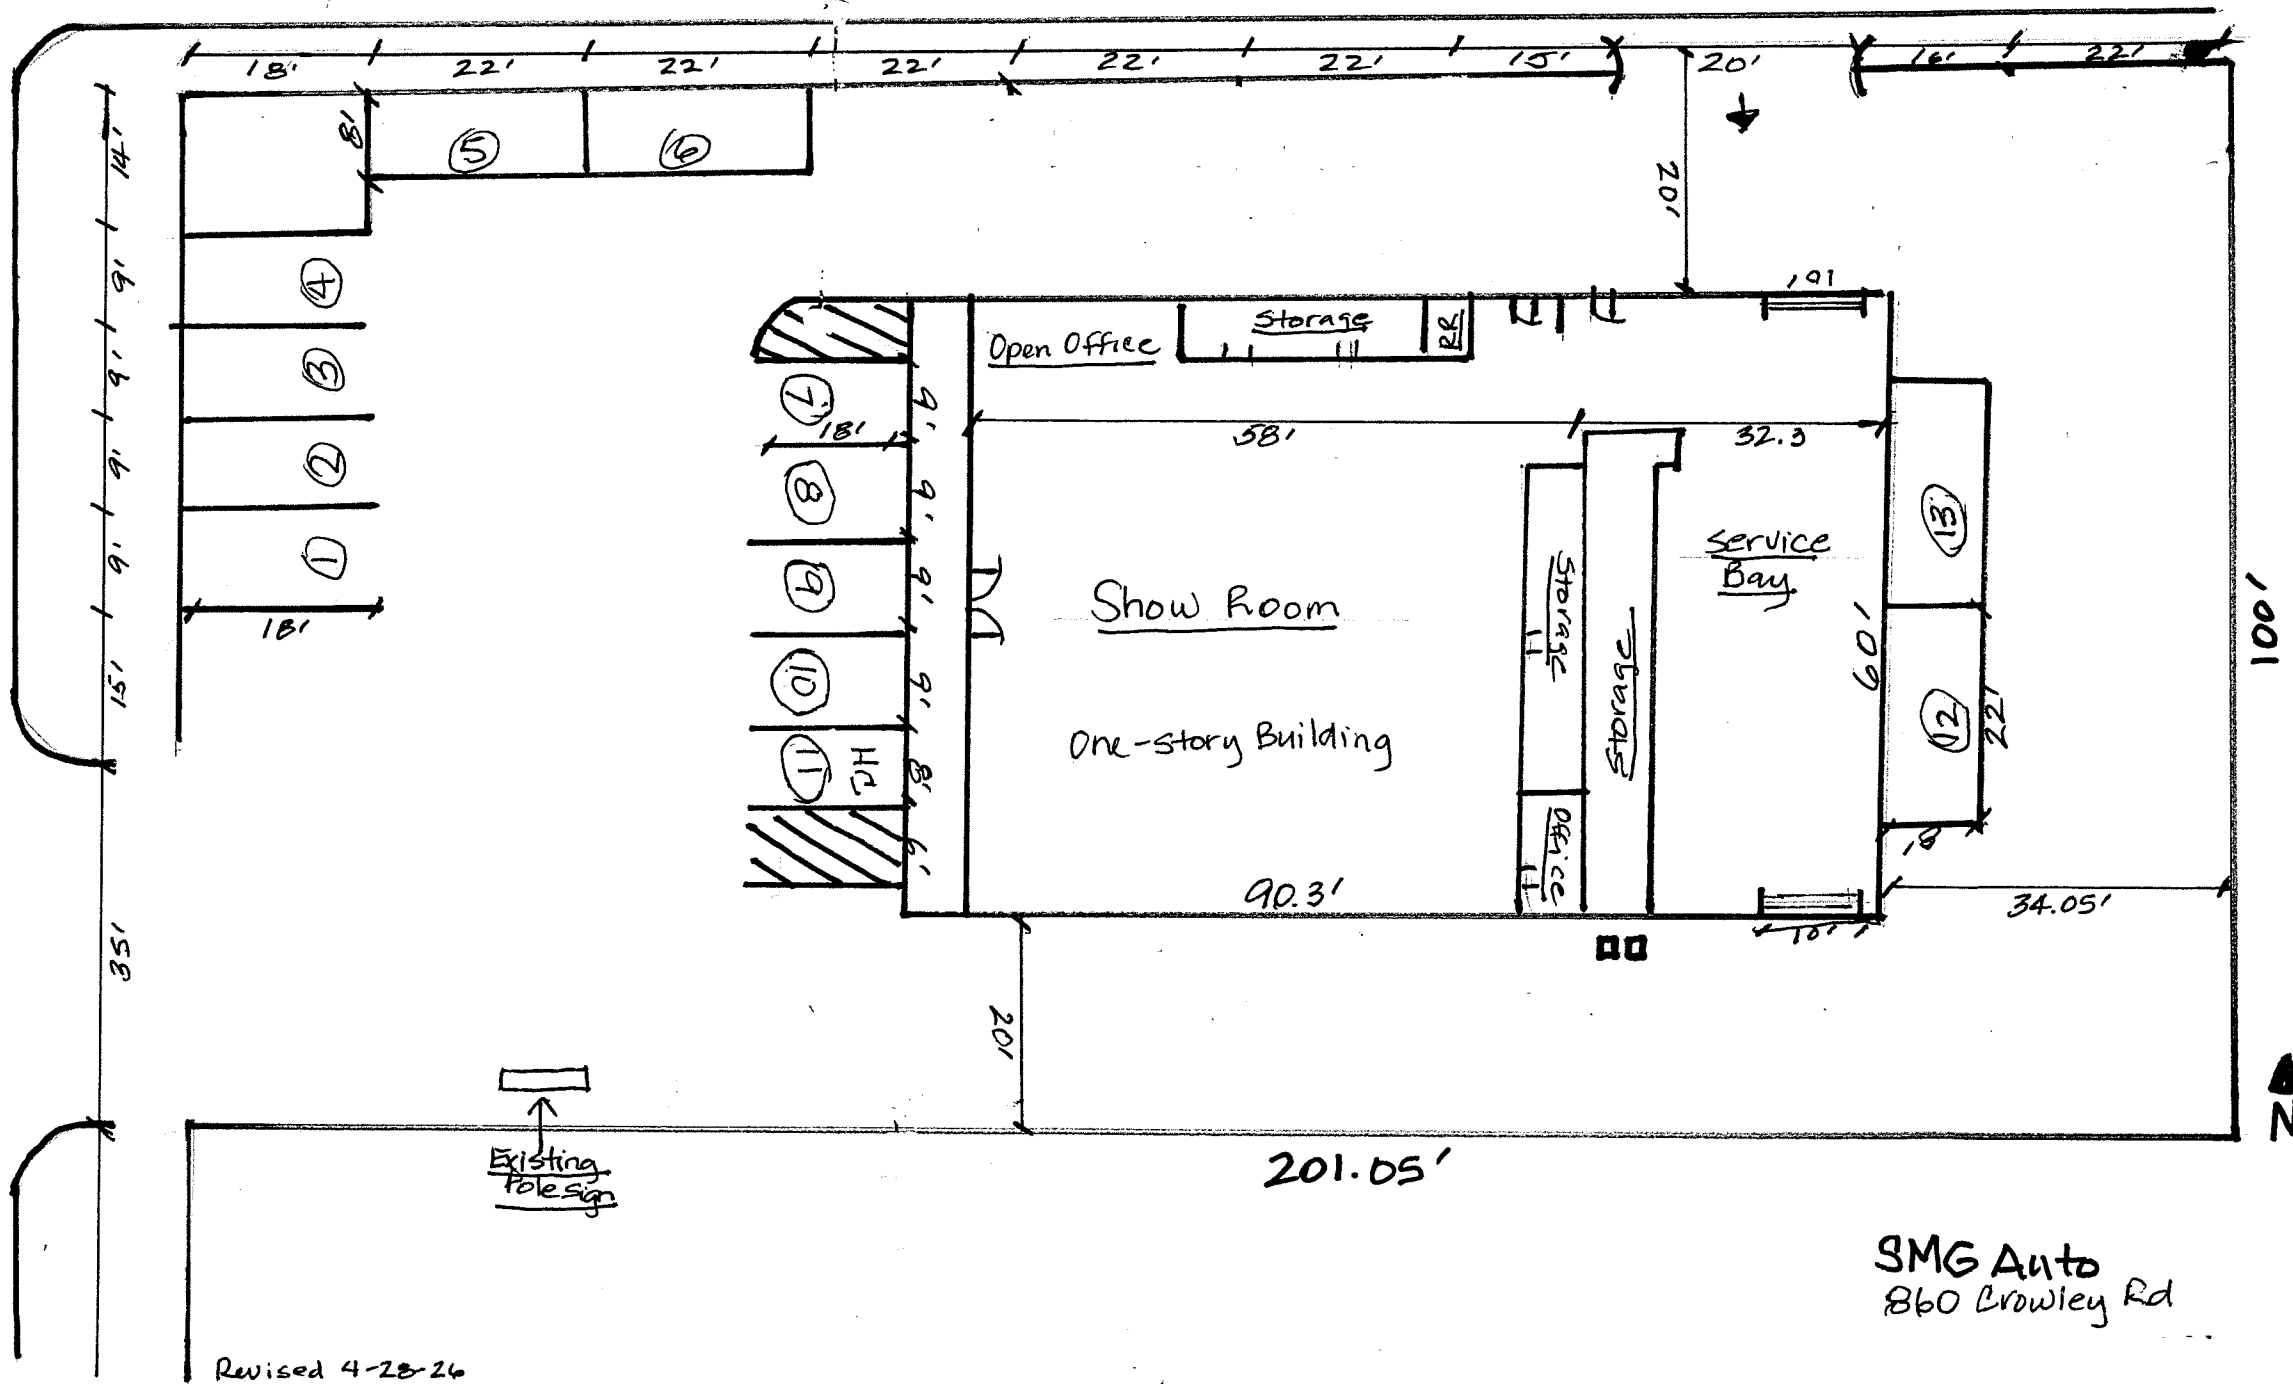 18' 22' 22' 22' 22' 22' 15' 20' 16' 22'
14'
9'
9'
9'
9'
15'
35'
8'
5
6
4
3
2
1
18'
20'
10'
Open Office
Storage
RR
7
18'
8
9
10
11
HC
9'
9'
9'
9'
8'
6'
58'
32.3
Show Room
One-story Building
90.3'
Storage
Office
Storage
Service
Bay
60'
13
12
22'
8'
34.05'
10'
100'
20'
N
Existing
Pole sign
201.05'
SMG Auto
860 Crowley Rd
Revised 4-28-26